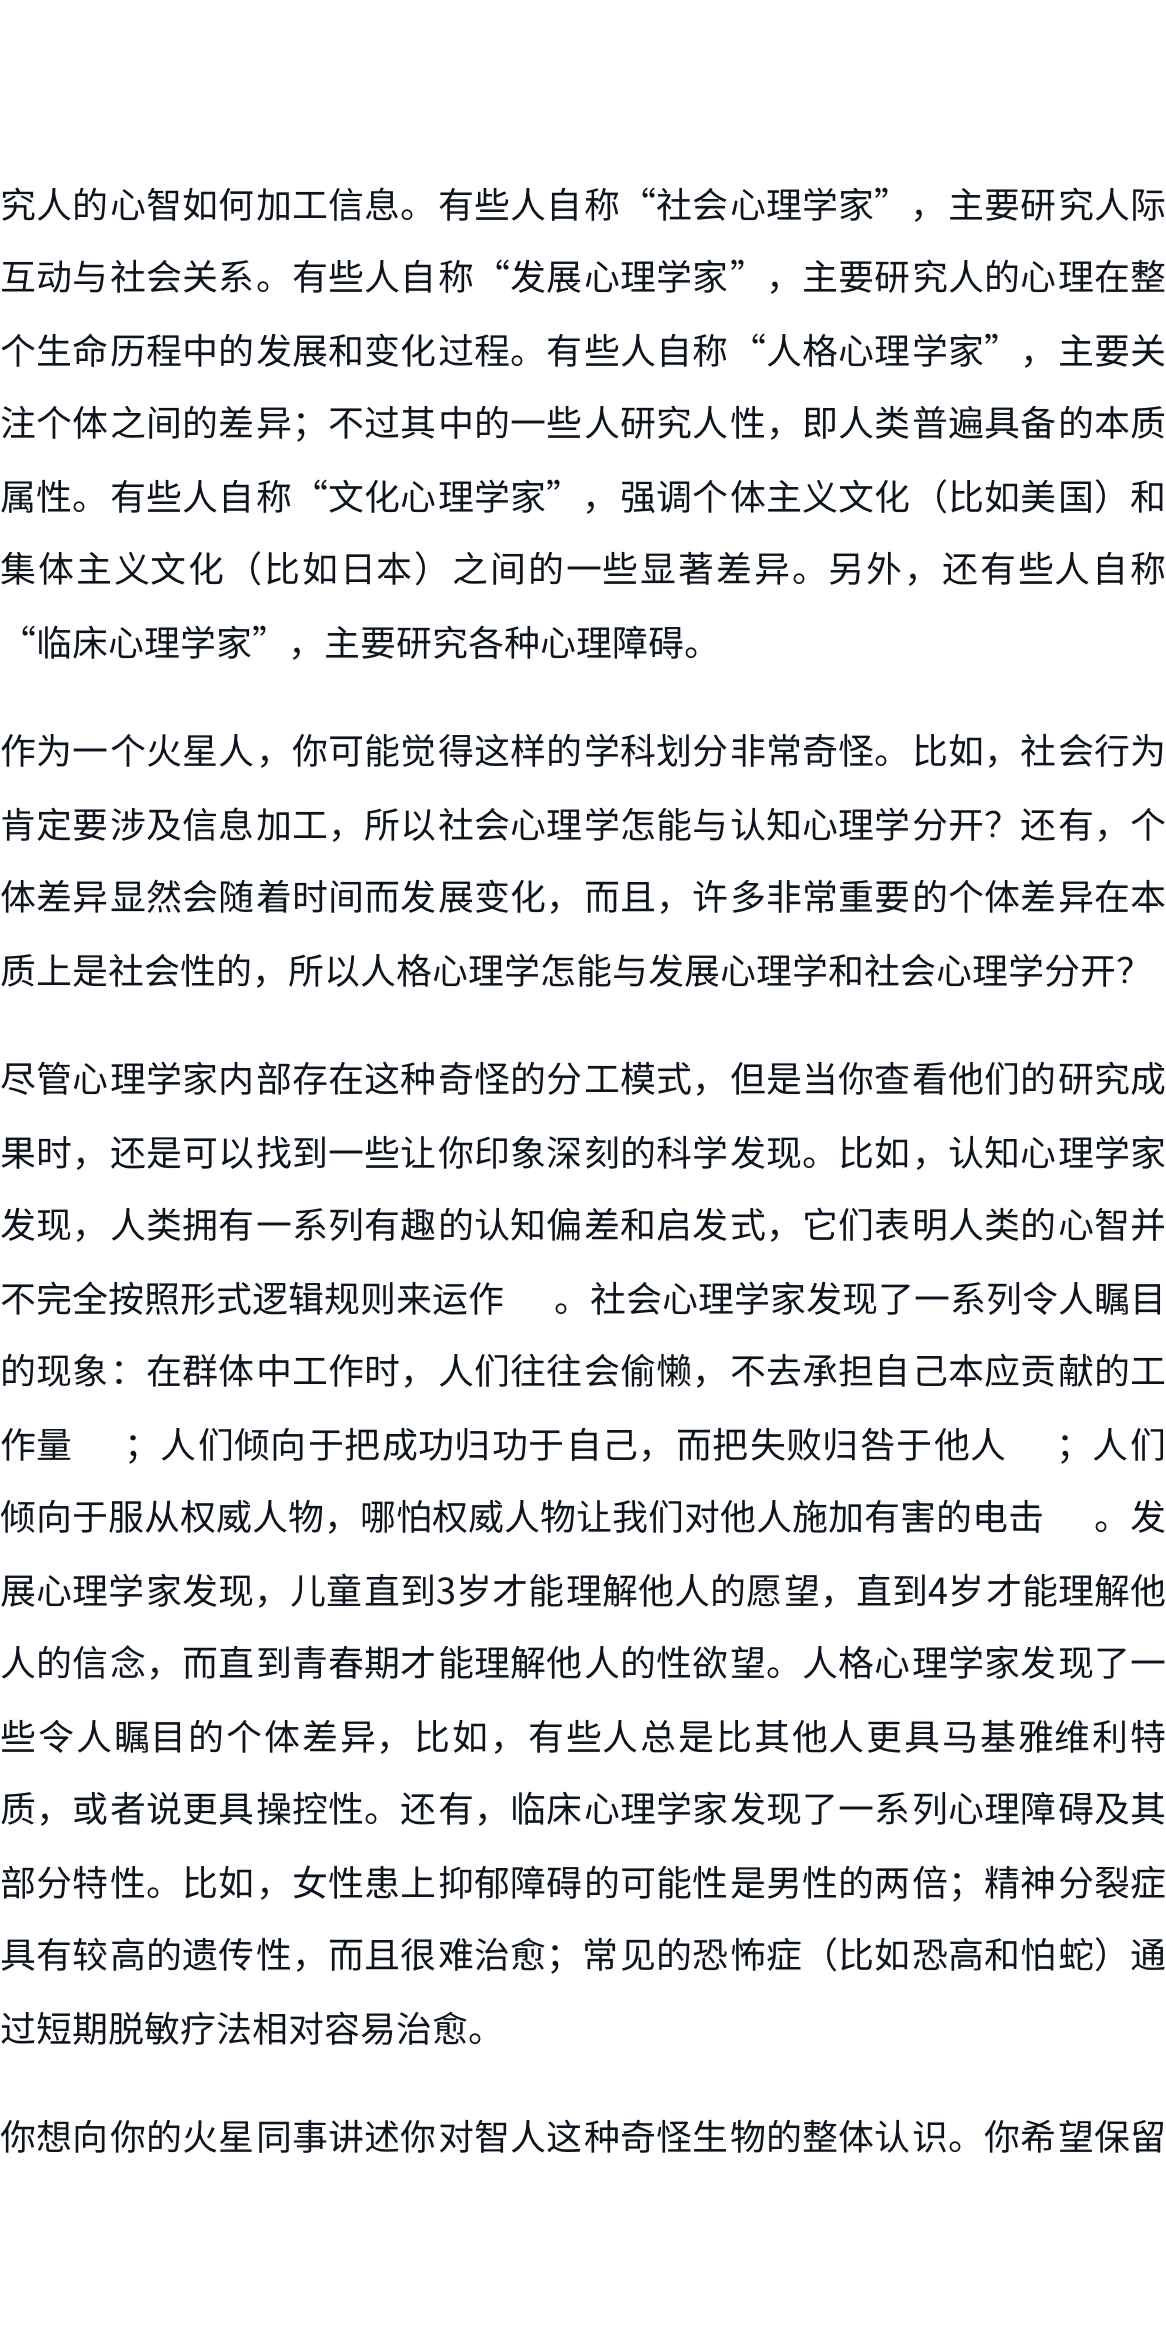 究人的心智如何加工信息。有些人自称“社会心理学家”，主要研究人际
互动与社会关系。有些人自称“发展心理学家”，主要研究人的心理在整
个生命历程中的发展和变化过程。有些人自称“人格心理学家”，主要关
注个体之间的差异；不过其中的一些人研究人性，即人类普遍具备的本质
属性。有些人自称“文化心理学家”，强调个体主义文化（比如美国）和
集体主义文化（比如日本）之间的一些显著差异。另外，还有些人自称
“临床心理学家”，主要研究各种心理障碍。
作为一个火星人，你可能觉得这样的学科划分非常奇怪。比如，社会行为
肯定要涉及信息加工，所以社会心理学怎能与认知心理学分开？还有，个
体差异显然会随着时间而发展变化，而且，许多非常重要的个体差异在本
质上是社会性的，所以人格心理学怎能与发展心理学和社会心理学分开？
尽管心理学家内部存在这种奇怪的分工模式，但是当你查看他们的研究成
果时，还是可以找到一些让你印象深刻的科学发现。比如，认知心理学家
发现，人类拥有一系列有趣的认知偏差和启发式，它们表明人类的心智并
不完全按照形式逻辑规则来运作 。社会心理学家发现了一系列令人瞩目
的现象：在群体中工作时，人们往往会偷懒，不去承担自己本应贡献的工
作量 ；人们倾向于把成功归功于自己，而把失败归咎于他人 ；人们
倾向于服从权威人物，哪怕权威人物让我们对他人施加有害的电击 。发
展心理学家发现，儿童直到3岁才能理解他人的愿望，直到4岁才能理解他
人的信念，而直到青春期才能理解他人的性欲望。人格心理学家发现了一
些令人瞩目的个体差异，比如，有些人总是比其他人更具马基雅维利特
质，或者说更具操控性。还有，临床心理学家发现了一系列心理障碍及其
部分特性。比如，女性患上抑郁障碍的可能性是男性的两倍；精神分裂症
具有较高的遗传性，而且很难治愈；常见的恐怖症（比如恐高和怕蛇）通
过短期脱敏疗法相对容易治愈。
你想向你的火星同事讲述你对智人这种奇怪生物的整体认识。你希望保留